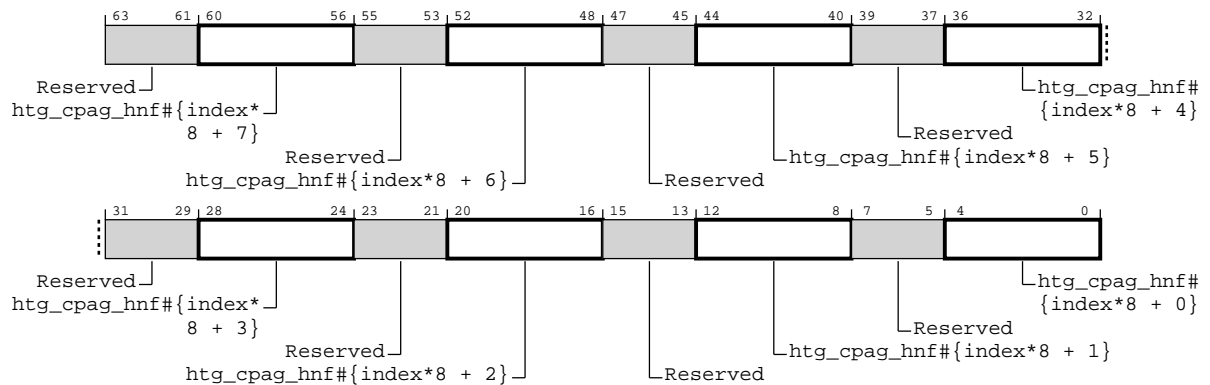 63 61 60 56 55 53 52 48 47 45 44 40 39 37 36 32
Reserved
htg_cpag_hnf#{index*
8 + 7}
Reserved
htg_cpag_hnf#{index*8 + 6}
Reserved
htg_cpag_hnf#{index*8 + 5}
Reserved
htg_cpag_hnf#
{index*8 + 4}
31 29 28 24 23 21 20 16 15 13 12 8 7 5 4 0
Reserved
htg_cpag_hnf#{index*
8 + 3}
Reserved
htg_cpag_hnf#{index*8 + 2}
Reserved
htg_cpag_hnf#{index*8 + 1}
Reserved
htg_cpag_hnf#
{index*8 + 0}